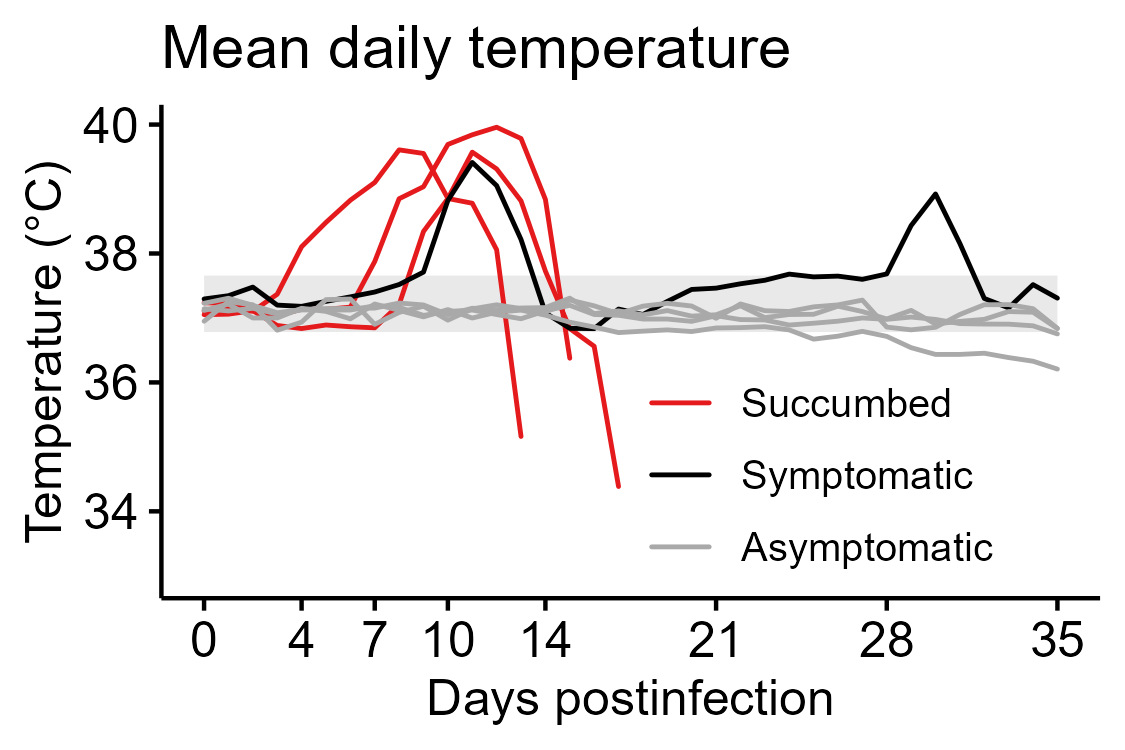 Mean daily temperature
Temperature (°C)
40
38
36
34
Succumbed
Symptomatic
Asymptomatic
0 4 7 10 14 21 28 35
Days postinfection